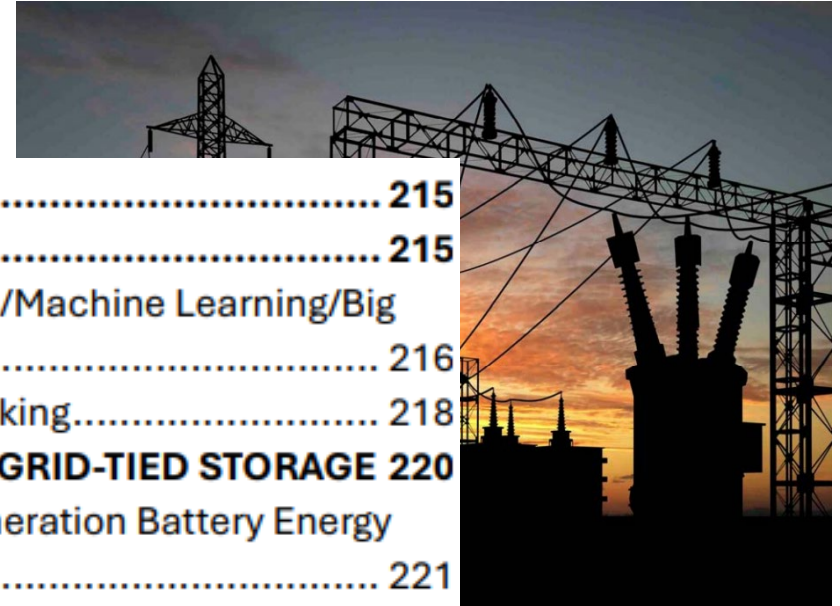 ............................... 215
............................... 215
/Machine Learning/Big
............................... 216
king............................ 218
GRID-TIED STORAGE 220
neration Battery Energy
............................... 221